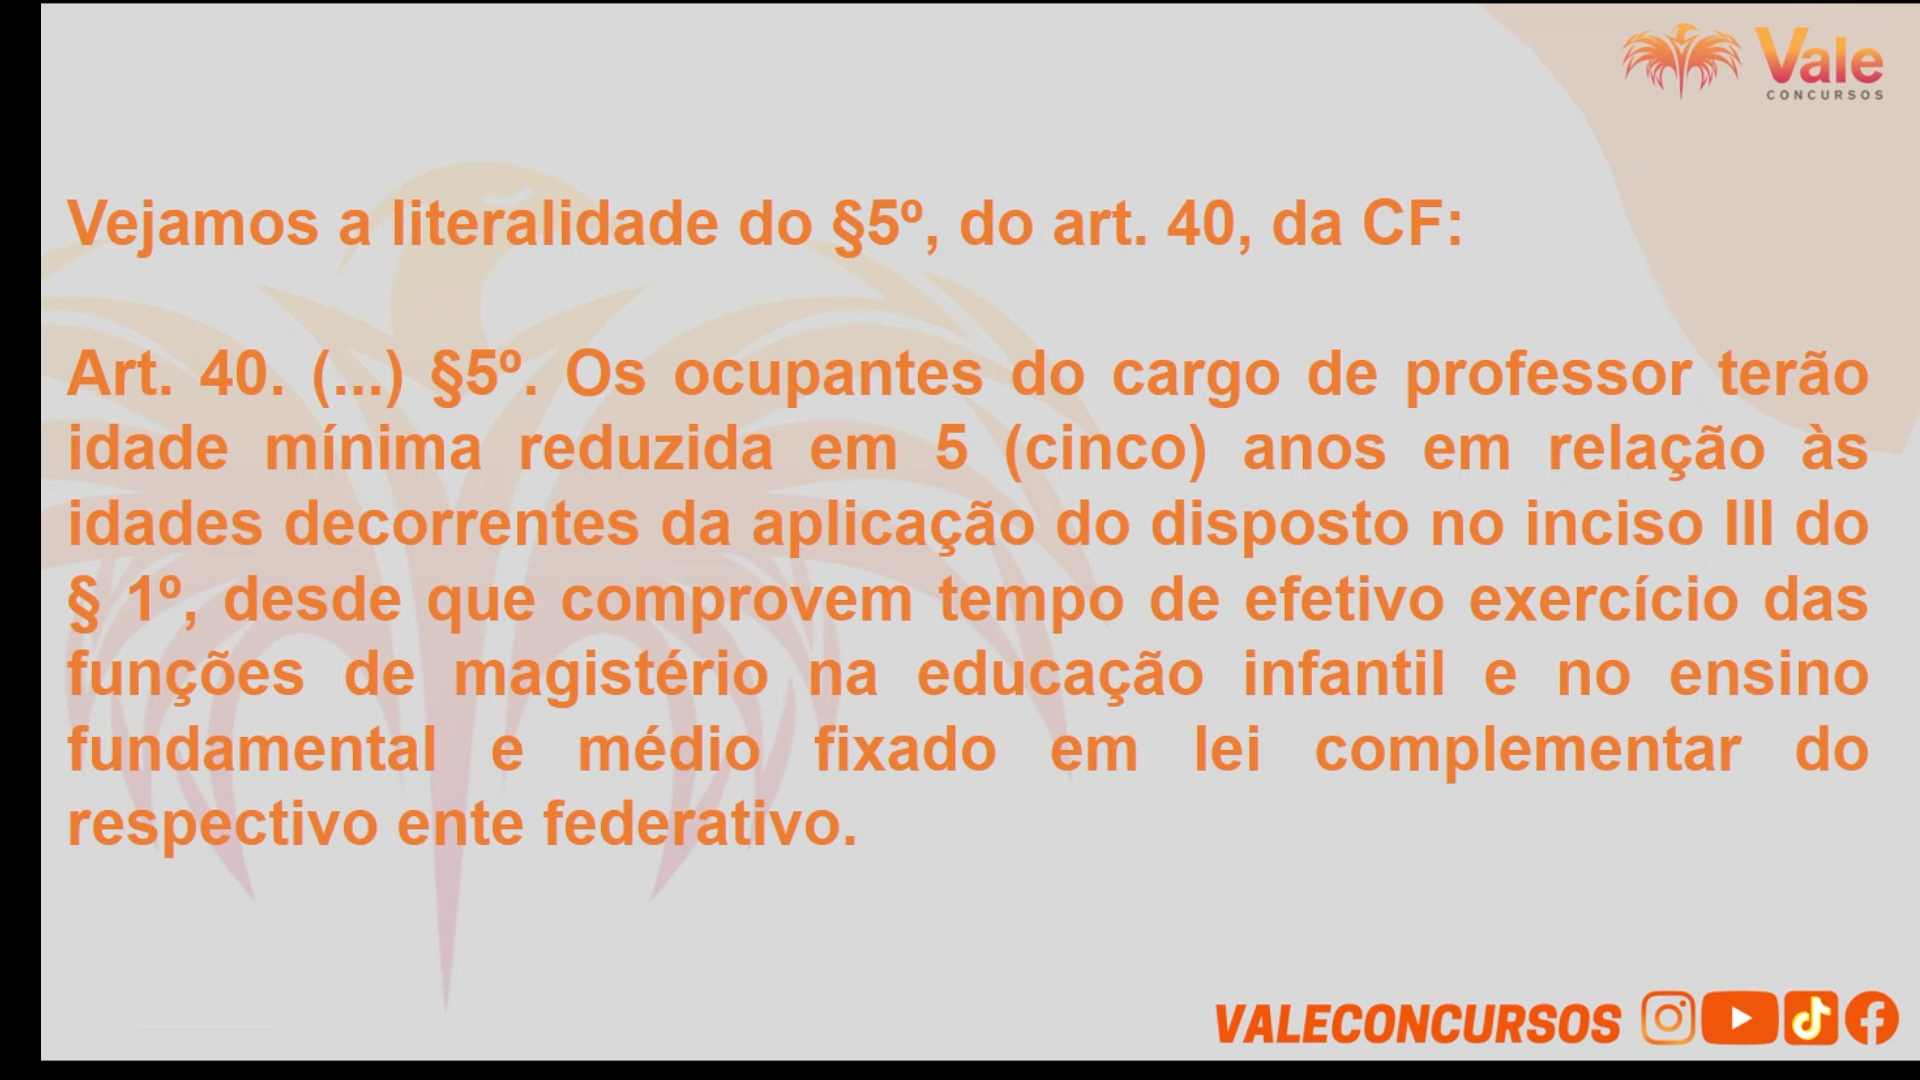 Vale
CONCURSOS
Vejamos a literalidade do §5º, do art. 40, da CF:
Art. 40. (...) §5º. Os ocupantes do cargo de professor terão
idade mínima reduzida em 5 (cinco) anos em relação às
idades decorrentes da aplicação do disposto no inciso III do
§ 1º, desde que comprovem tempo de efetivo exercício das
funções de magistério na educação infantil e no ensino
fundamental e médio fixado em lei complementar do
respectivo ente federativo.
VALECONCURSOS